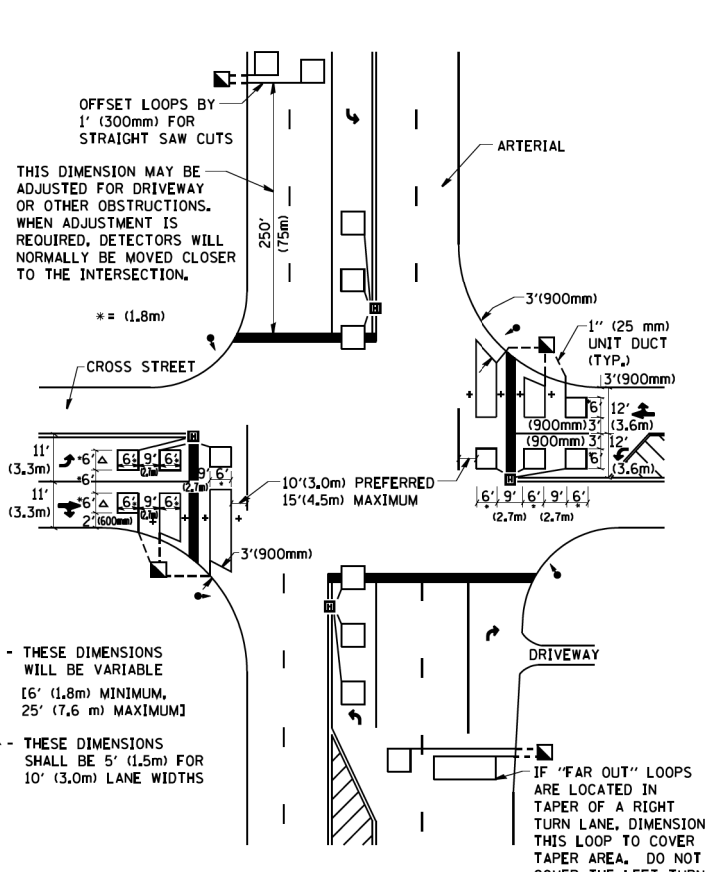 OFFSET LOOPS BY
1' (300mm) FOR
STRAIGHT SAW CUTS
THIS DIMENSION MAY BE
ADJUSTED FOR DRIVEWAY
OR OTHER OBSTRUCTIONS.
WHEN ADJUSTMENT IS
REQUIRED, DETECTORS WILL
NORMALLY BE MOVED CLOSER
TO THE INTERSECTION.
250'
(75m)
ARTERIAL
* = (1.8m)
3'(900mm)
1" (25 mm)
UNIT DUCT
(TYP.)
CROSS STREET
H
3'(900mm)
+ + + *6' 12'
(900mm) 3' (3.6m)
(900mm) 3' 12'
*6' (3.6m)
H
H
11'
(3.3m)
*6' △ 6' 9' 6'
(2.7m)
*6'
9' 6'
(2.7m) *
11'
(3.3m)
*6' △ 6' 9' 6'
(2.7m)
2' (600mm) + + +
10'(3.0m) PREFERRED
15'(4.5m) MAXIMUM
6' 9' 6' 9' 6'
* (2.7m) * (2.7m) *
3'(900mm)
H
- THESE DIMENSIONS
WILL BE VARIABLE
[6' (1.8m) MINIMUM,
25' (7.6 m) MAXIMUM]
- THESE DIMENSIONS
SHALL BE 5' (1.5m) FOR
10' (3.0m) LANE WIDTHS
DRIVEWAY
IF "FAR OUT" LOOPS
ARE LOCATED IN
TAPER OF A RIGHT
TURN LANE, DIMENSION
THIS LOOP TO COVER
TAPER AREA. DO NOT
COVER THE LEFT TURN